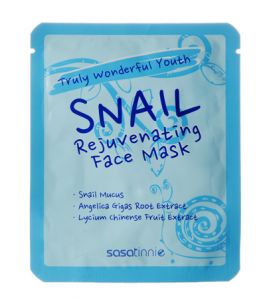 Truly Wonderful Youth
SNAIL
Rejuvenating
Face Mask
· Snail Mucus
· Angelica Gigas Root Extract
· Lycium Chinense Fruit Extract
sasatinnie